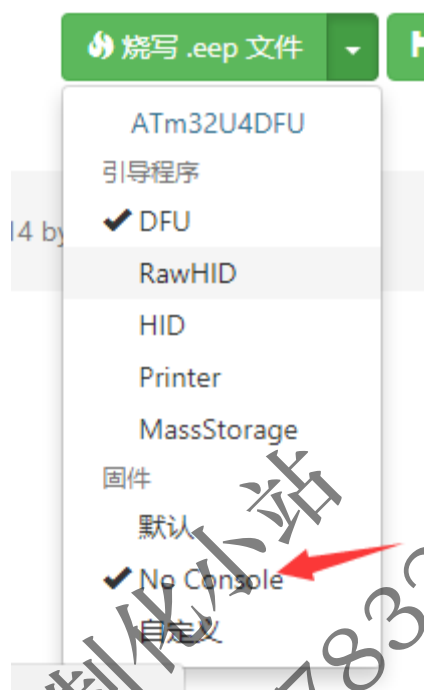 烧写 .eep 文件
ATm32U4DFU
引导程序
14 by
DFU
RawHID
HID
Printer
MassStorage
固件
默认
No Console
自定义
制化小站
783